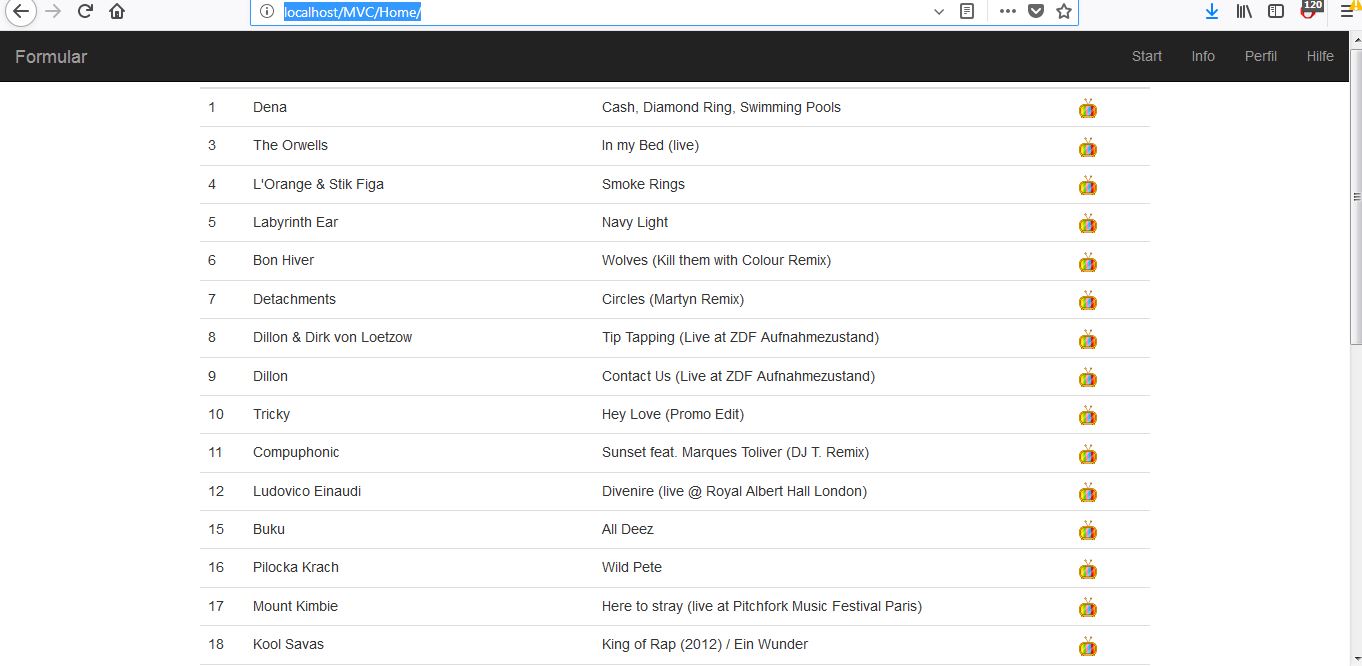 localhost/MVC/Home/
120
Formular Start Info Perfil Hilfe
1 Dena Cash, Diamond Ring, Swimming Pools
3 The Orwells In my Bed (live)
4 L'Orange & Stik Figa Smoke Rings
5 Labyrinth Ear Navy Light
6 Bon Hiver Wolves (Kill them with Colour Remix)
7 Detachments Circles (Martyn Remix)
8 Dillon & Dirk von Loetzow Tip Tapping (Live at ZDF Aufnahmezustand)
9 Dillon Contact Us (Live at ZDF Aufnahmezustand)
10 Tricky Hey Love (Promo Edit)
11 Compuphonic Sunset feat. Marques Toliver (DJ T. Remix)
12 Ludovico Einaudi Divenire (live @ Royal Albert Hall London)
15 Buku All Deez
16 Pilocka Krach Wild Pete
17 Mount Kimbie Here to stray (live at Pitchfork Music Festival Paris)
18 Kool Savas King of Rap (2012) / Ein Wunder